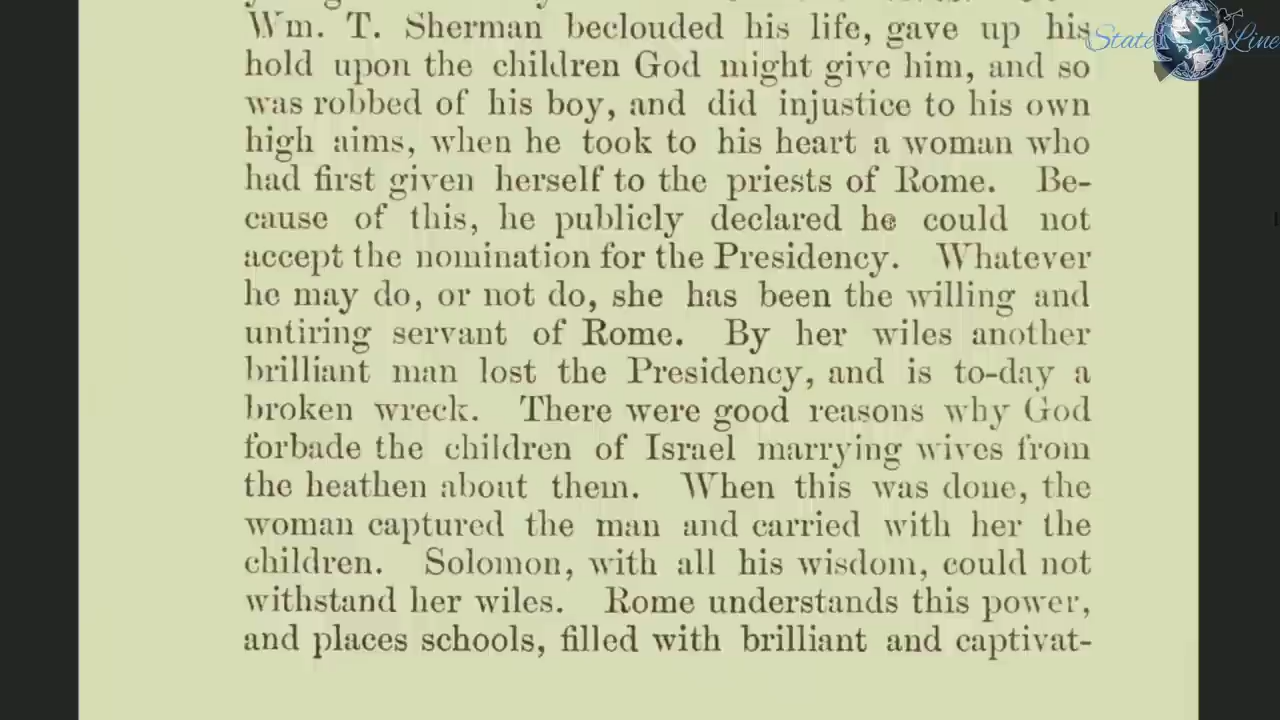 Wm. T. Sherman beclouded his life, gave up his
hold upon the children God might give him, and so
was robbed of his boy, and did injustice to his own
high aims, when he took to his heart a woman who
had first given herself to the priests of Rome. Be-
cause of this, he publicly declared he could not
accept the nomination for the Presidency. Whatever
he may do, or not do, she has been the willing and
untiring servant of Rome. By her wiles another
brilliant man lost the Presidency, and is to-day a
broken wreck. There were good reasons why God
forbade the children of Israel marrying wives from
the heathen about them. When this was done, the
woman captured the man and carried with her the
children. Solomon, with all his wisdom, could not
withstand her wiles. Rome understands this power,
and places schools, filled with brilliant and captivat-
State Line